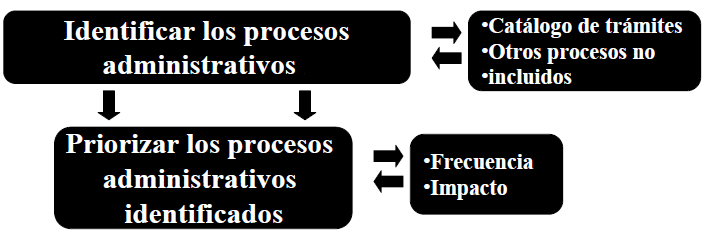 Identificar los procesos
administrativos
•Catálogo de trámites
•Otros procesos no
•incluidos
Priorizar los procesos
administrativos
identificados
•Frecuencia
•Impacto